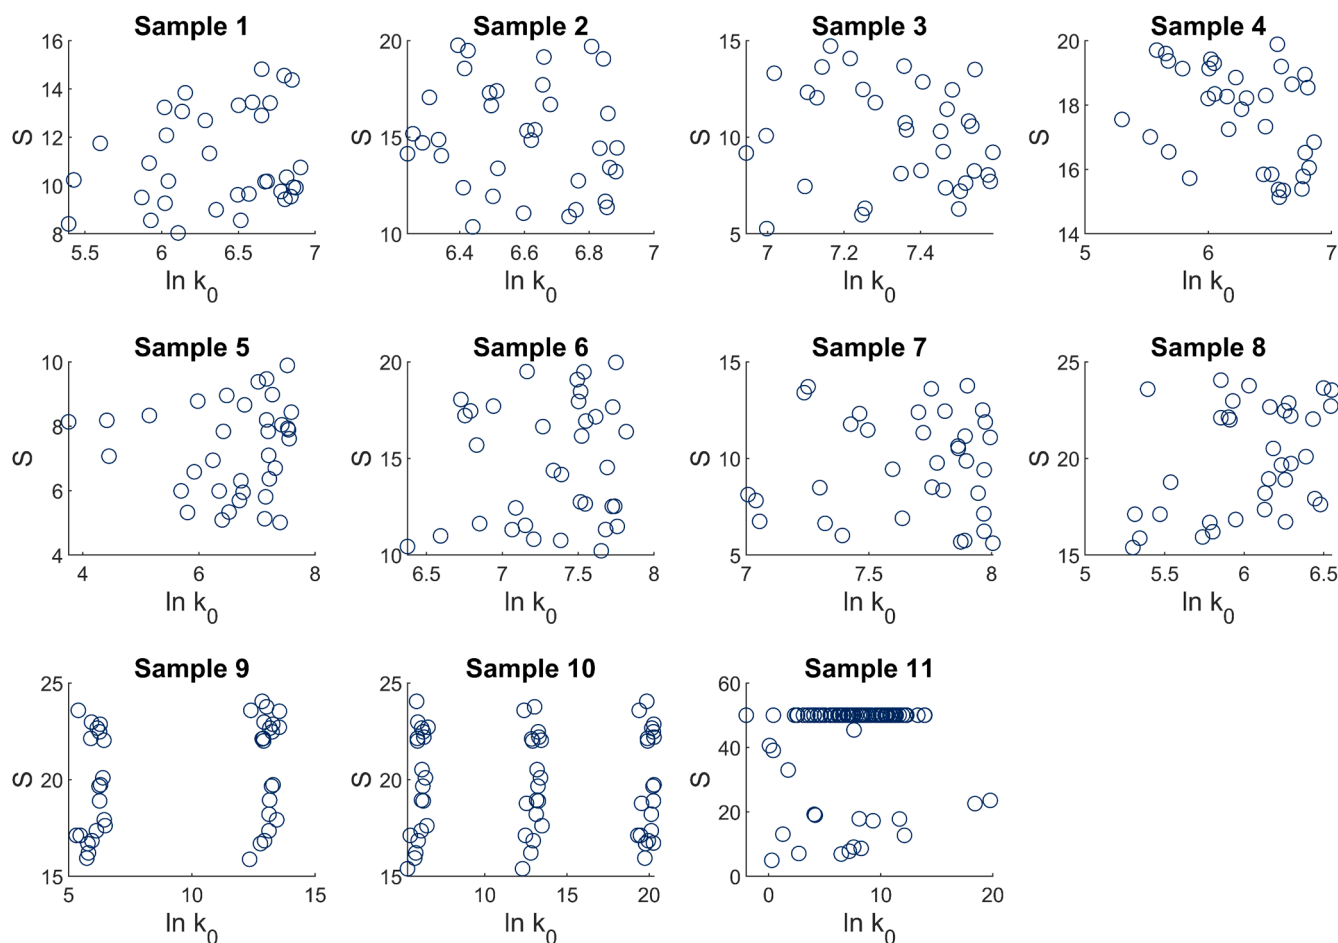 Sample 1
16
14
12
10
8
S
5.5 6 6.5 7
ln k0
Sample 2
20
15
10
S
6.4 6.6 6.8 7
ln k0
Sample 3
15
10
5
S
7 7.2 7.4
ln k0
Sample 4
20
18
16
14
S
5 6 7
ln k0
Sample 5
10
8
6
4
S
4 6 8
ln k0
Sample 6
20
15
10
S
6.5 7 7.5 8
ln k0
Sample 7
15
10
5
S
7 7.5 8
ln k0
Sample 8
25
20
15
S
5 5.5 6 6.5
ln k0
Sample 9
25
20
15
S
5 10 15
ln k0
Sample 10
25
20
15
S
10 15 20
ln k0
Sample 11
60
40
20
0
S
0 10 20
ln k0